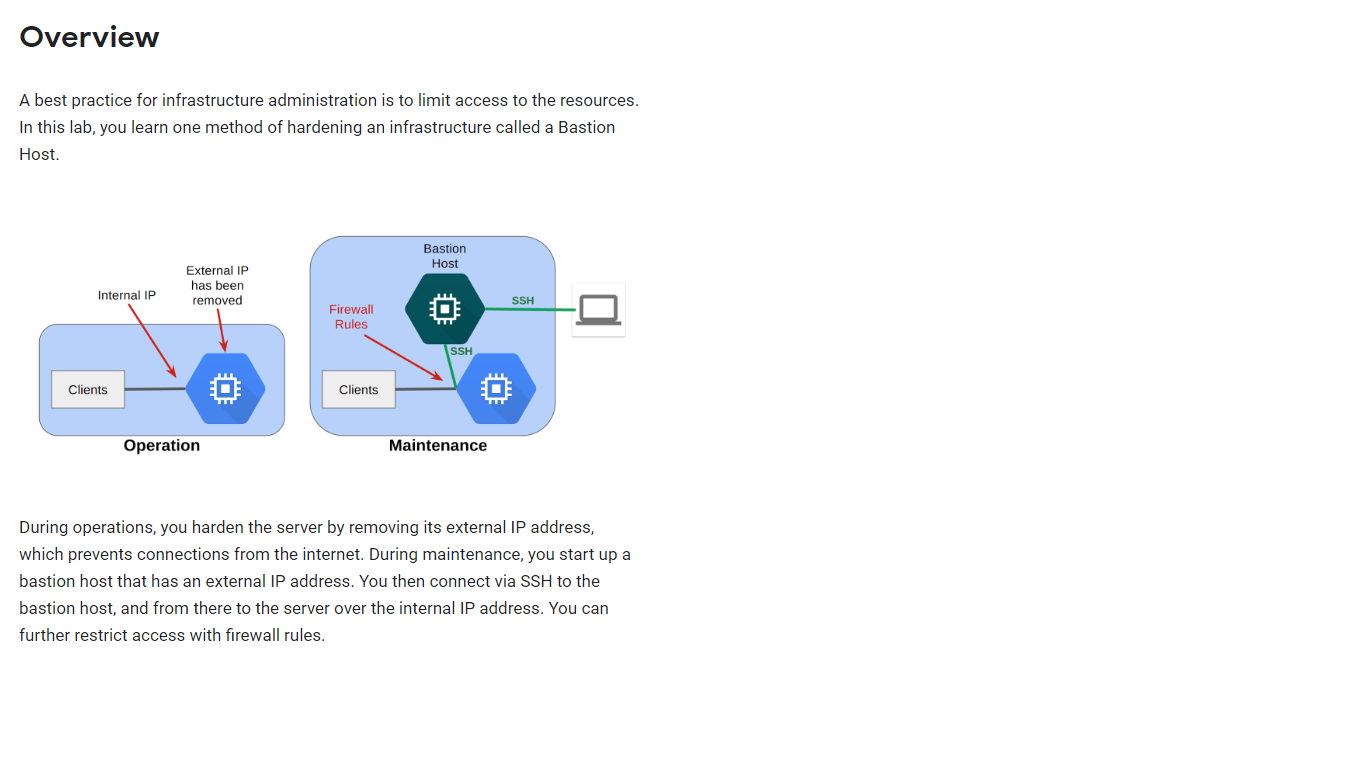 Overview
A best practice for infrastructure administration is to limit access to the resources.
In this lab, you learn one method of hardening an infrastructure called a Bastion
Host.
Internal IP
External IP
has been
removed
Clients
Operation
Bastion
Host
Firewall
Rules
SSH
SSH
Clients
Maintenance
During operations, you harden the server by removing its external IP address,
which prevents connections from the internet. During maintenance, you start up a
bastion host that has an external IP address. You then connect via SSH to the
bastion host, and from there to the server over the internal IP address. You can
further restrict access with firewall rules.